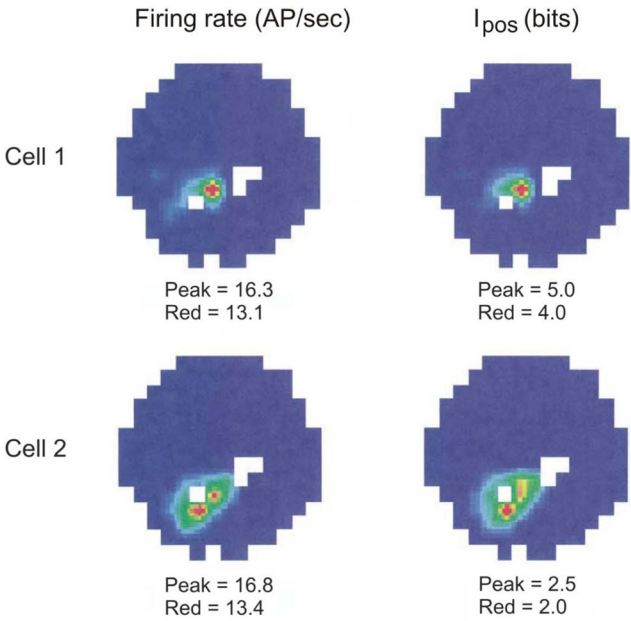 Firing rate (AP/sec) Ipos (bits)
Cell 1
Peak = 16.3 Peak = 5.0
Red = 13.1 Red = 4.0
Cell 2
Peak = 16.8 Peak = 2.5
Red = 13.4 Red = 2.0